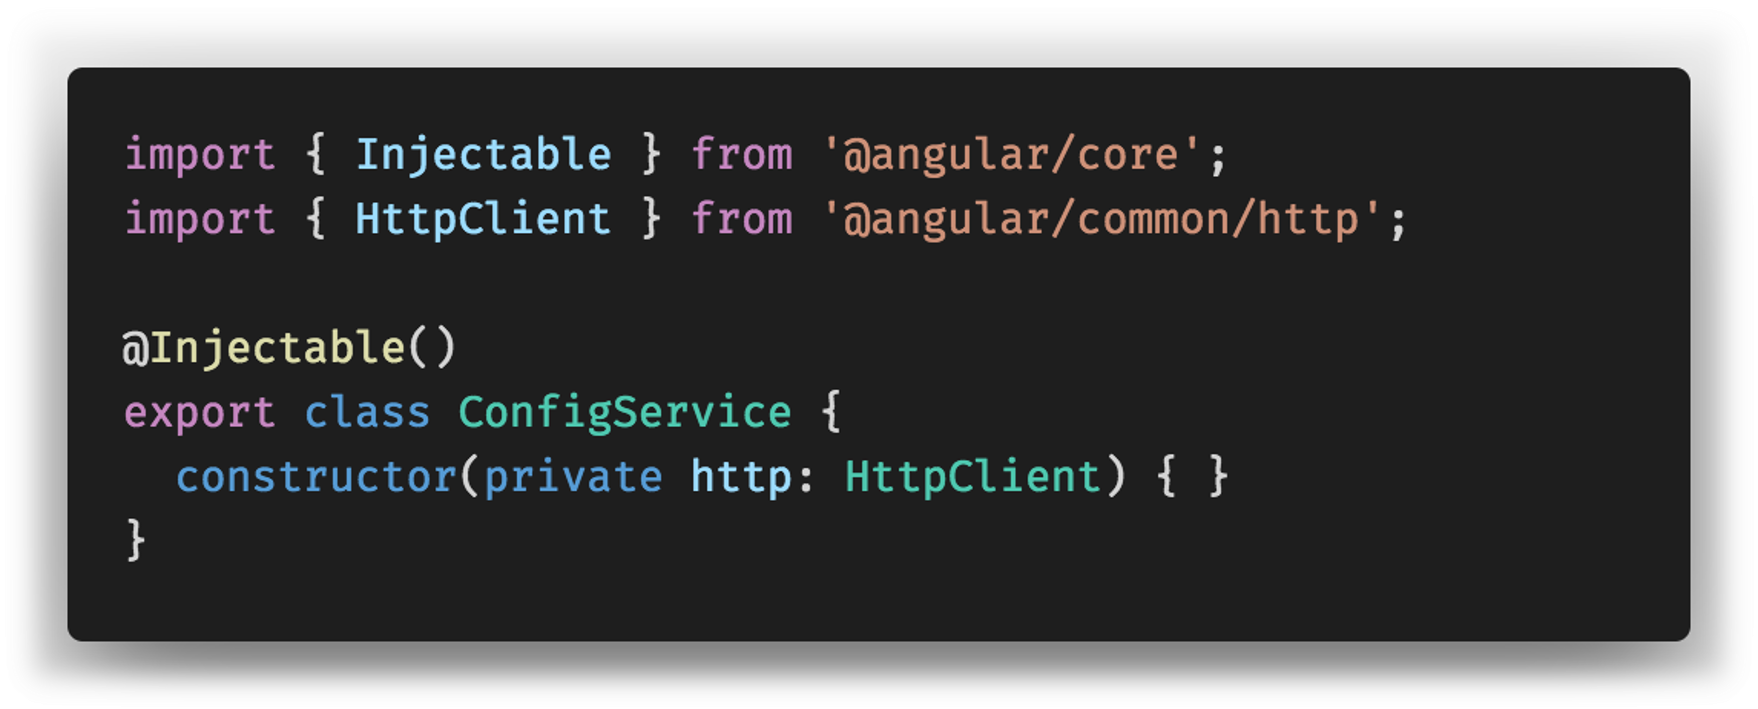 import { Injectable } from '@angular/core';
import { HttpClient } from '@angular/common/http';

@Injectable()
export class ConfigService {
  constructor(private http: HttpClient) { }
}